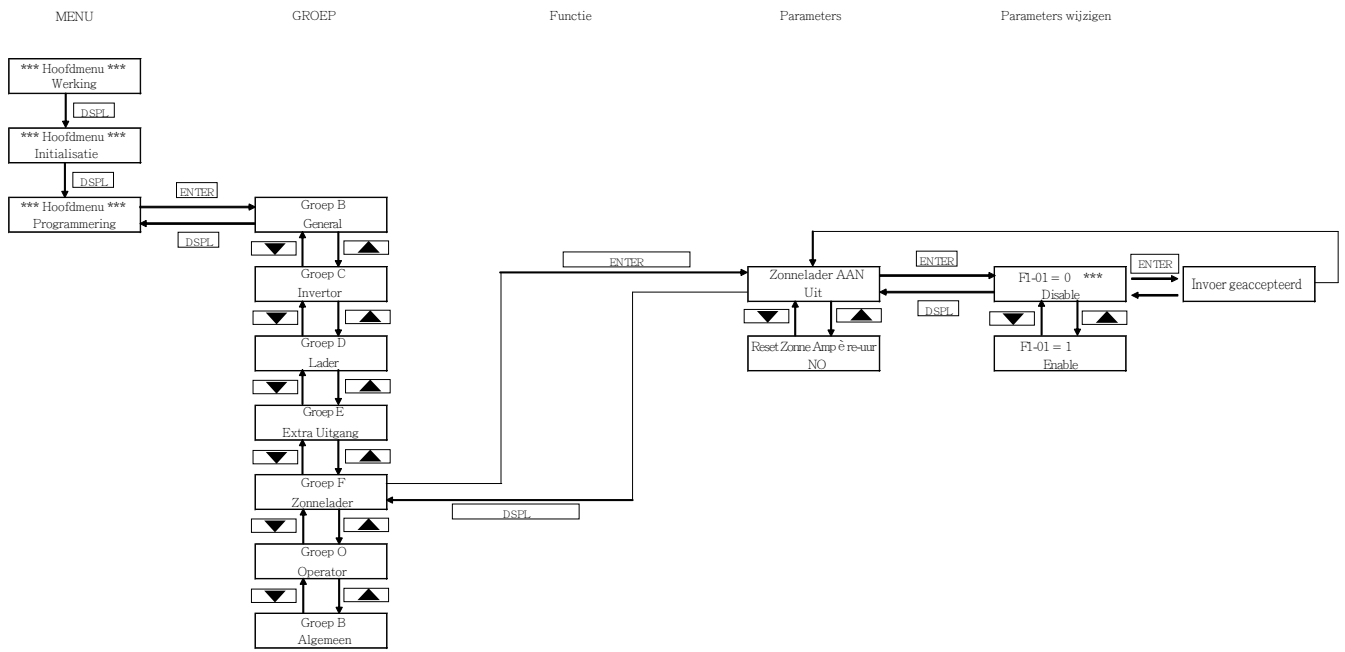 MENU
GROEP
Functie
Parameters
Parameters wijzigen
*** Hoofdmenu ***
Werking
DSPL
*** Hoofdmenu ***
Initialisatie
DSPL
*** Hoofdmenu ***
Programmering
ENTER
DSPL
Groep B
General
Groep C
Invertor
Groep D
Lader
Groep E
Extra Uitgang
Groep F
Zonnelader
Groep O
Operator
Groep B
Algemeen
ENTER
DSPL
Zonnelader AAN
Uit
Reset Zonne Ampère-uur
NO
ENTER
DSPL
F1-01 = 0 ***
Disable
F1-01 = 1
Enable
ENTER
Invoer geaccepteerd